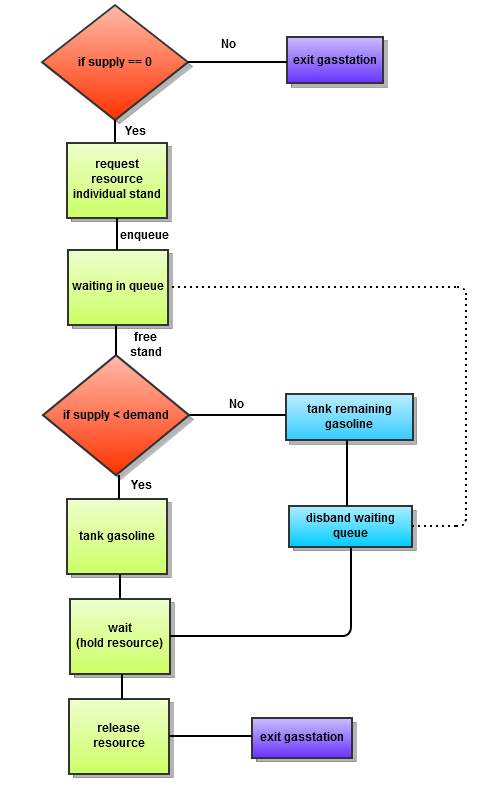 if supply == 0
No
exit gasstation
Yes
request
resource
individual stand
enqueue
waiting in queue
free
stand
if supply < demand
No
tank remaining
gasoline
Yes
tank gasoline
disband waiting
queue
wait
(hold resource)
release
resource
exit gasstation